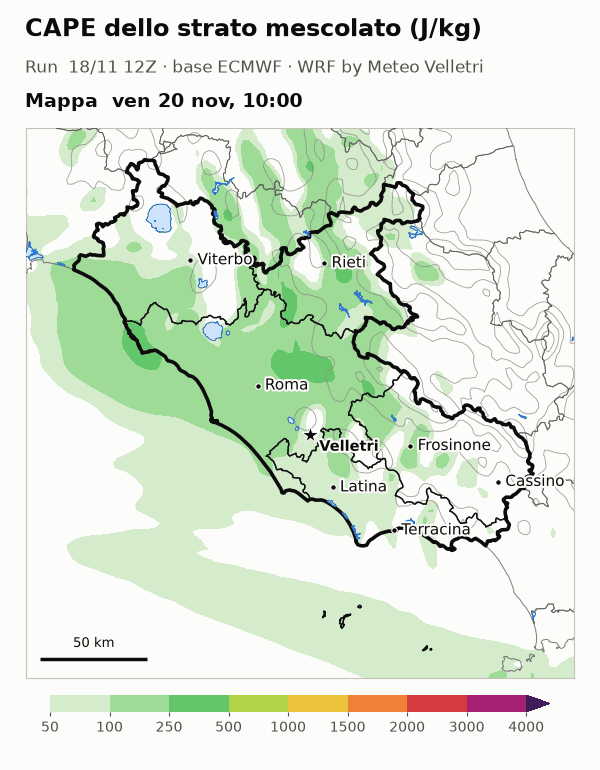 CAPE dello strato mescolato (J/kg)
Run  18/11 12Z · base ECMWF · WRF by Meteo Velletri
Mappa  ven 20 nov, 10:00
Viterbo
Rieti
Roma
Velletri
Frosinone
Latina
Cassino
Terracina
50 km
50 100 250 500 1000 1500 2000 3000 4000